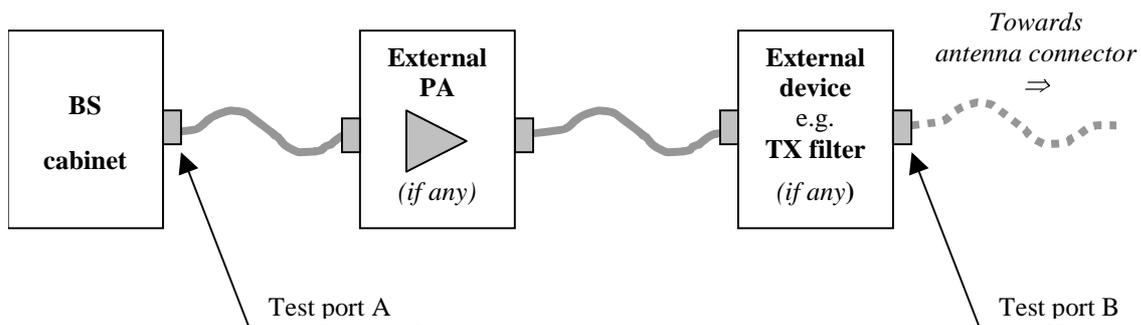 BS
cabinet
External
PA
(if any)
External
device
e.g.
TX filter
(if any)
Towards
antenna connector
⇒
Test port A
Test port B